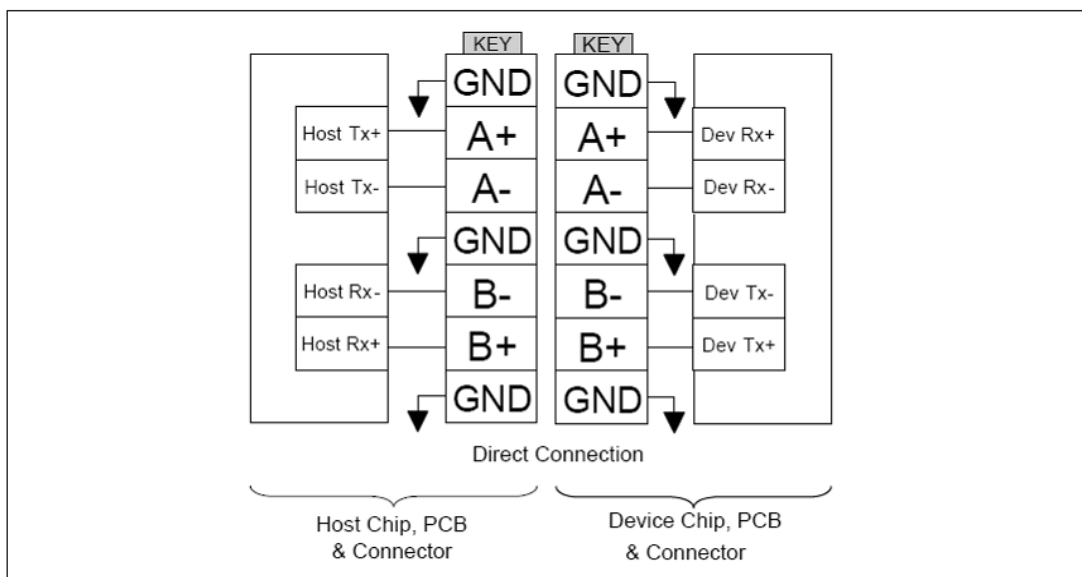 KEY KEY
GND GND
Host Tx+ A+ A+ Dev Rx+
Host Tx- A- A- Dev Rx-
GND GND
Host Rx- B- B- Dev Tx-
Host Rx+ B+ B+ Dev Tx+
GND GND
Direct Connection
Host Chip, PCB
& Connector
Device Chip, PCB
& Connector